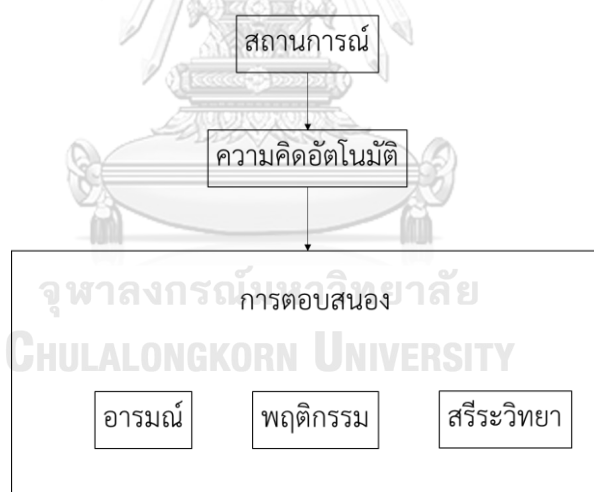 สถานการณ์
ความคิดอัตโนมัติ
จุฬาลงกรณ์มหาวิทยาลัย
การตอบสนอง
CHULALONGKORN UNIVERSITY
อารมณ์ พฤติกรรม สรีระวิทยา